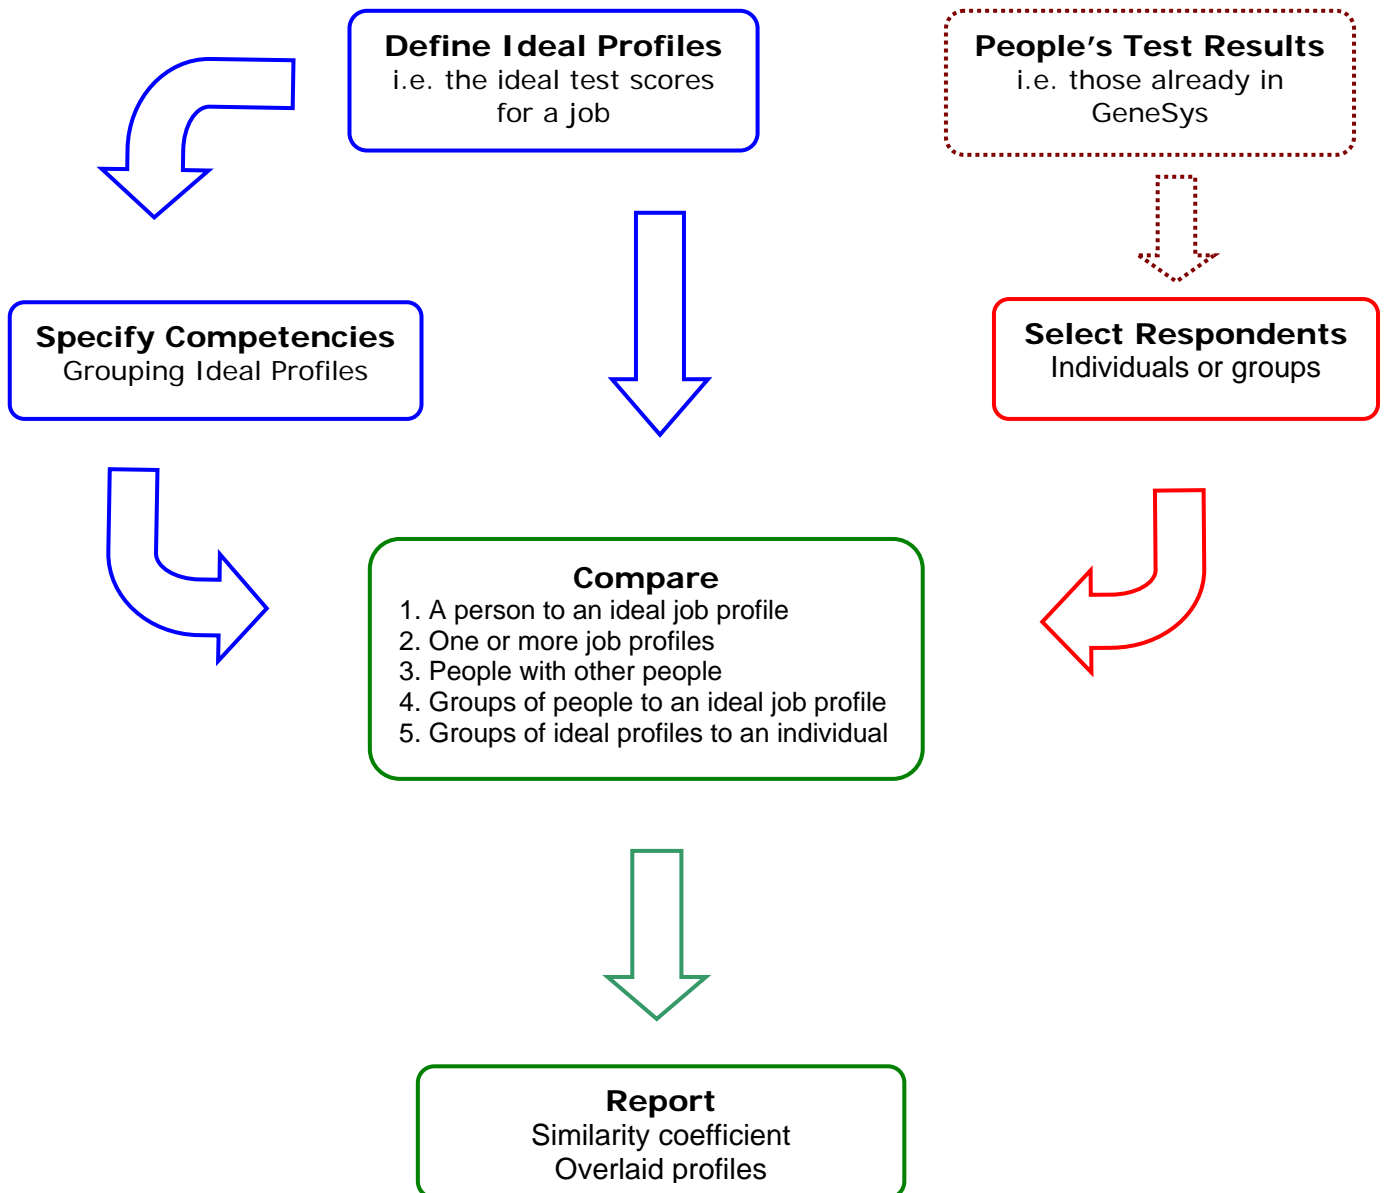 Define Ideal Profiles
i.e. the ideal test scores
for a job
People's Test Results
i.e. those already in
GeneSys
Specify Competencies
Grouping Ideal Profiles
Select Respondents
Individuals or groups
Compare
1. A person to an ideal job profile
2. One or more job profiles
3. People with other people
4. Groups of people to an ideal job profile
5. Groups of ideal profiles to an individual
Report
Similarity coefficient
Overlaid profiles